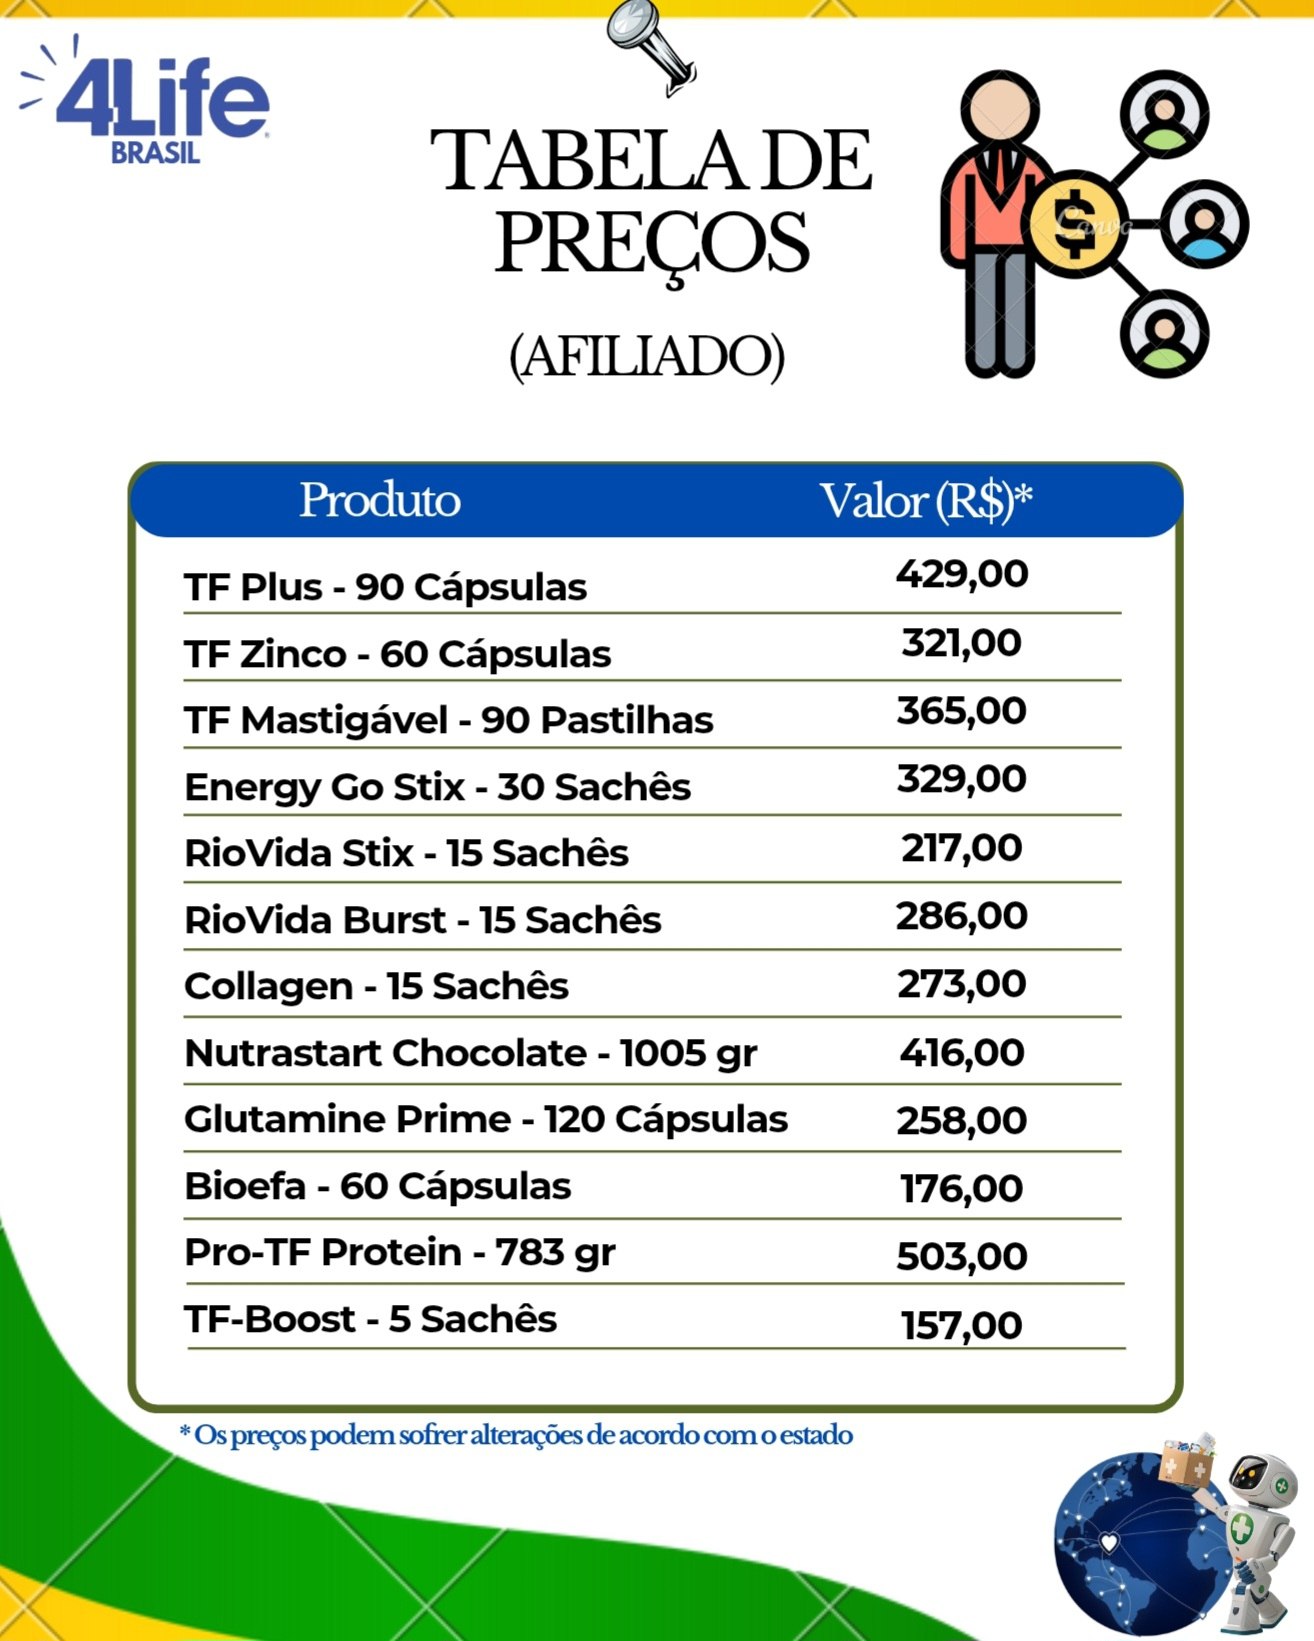 4Life
BRASIL
TABELA DE
PREÇOS
(AFILIADO)
Canva
Produto Valor (R$)*
TF Plus - 90 Cápsulas 429,00
TF Zinco - 60 Cápsulas 321,00
TF Mastigável - 90 Pastilhas 365,00
Energy Go Stix - 30 Sachês 329,00
RioVida Stix - 15 Sachês 217,00
RioVida Burst - 15 Sachês 286,00
Collagen - 15 Sachês 273,00
Nutrastart Chocolate - 1005 gr 416,00
Glutamine Prime - 120 Cápsulas 258,00
Bioefa - 60 Cápsulas 176,00
Pro-TF Protein - 783 gr 503,00
TF-Boost - 5 Sachês 157,00
* Os preços podem sofrer alterações de acordo com o estado